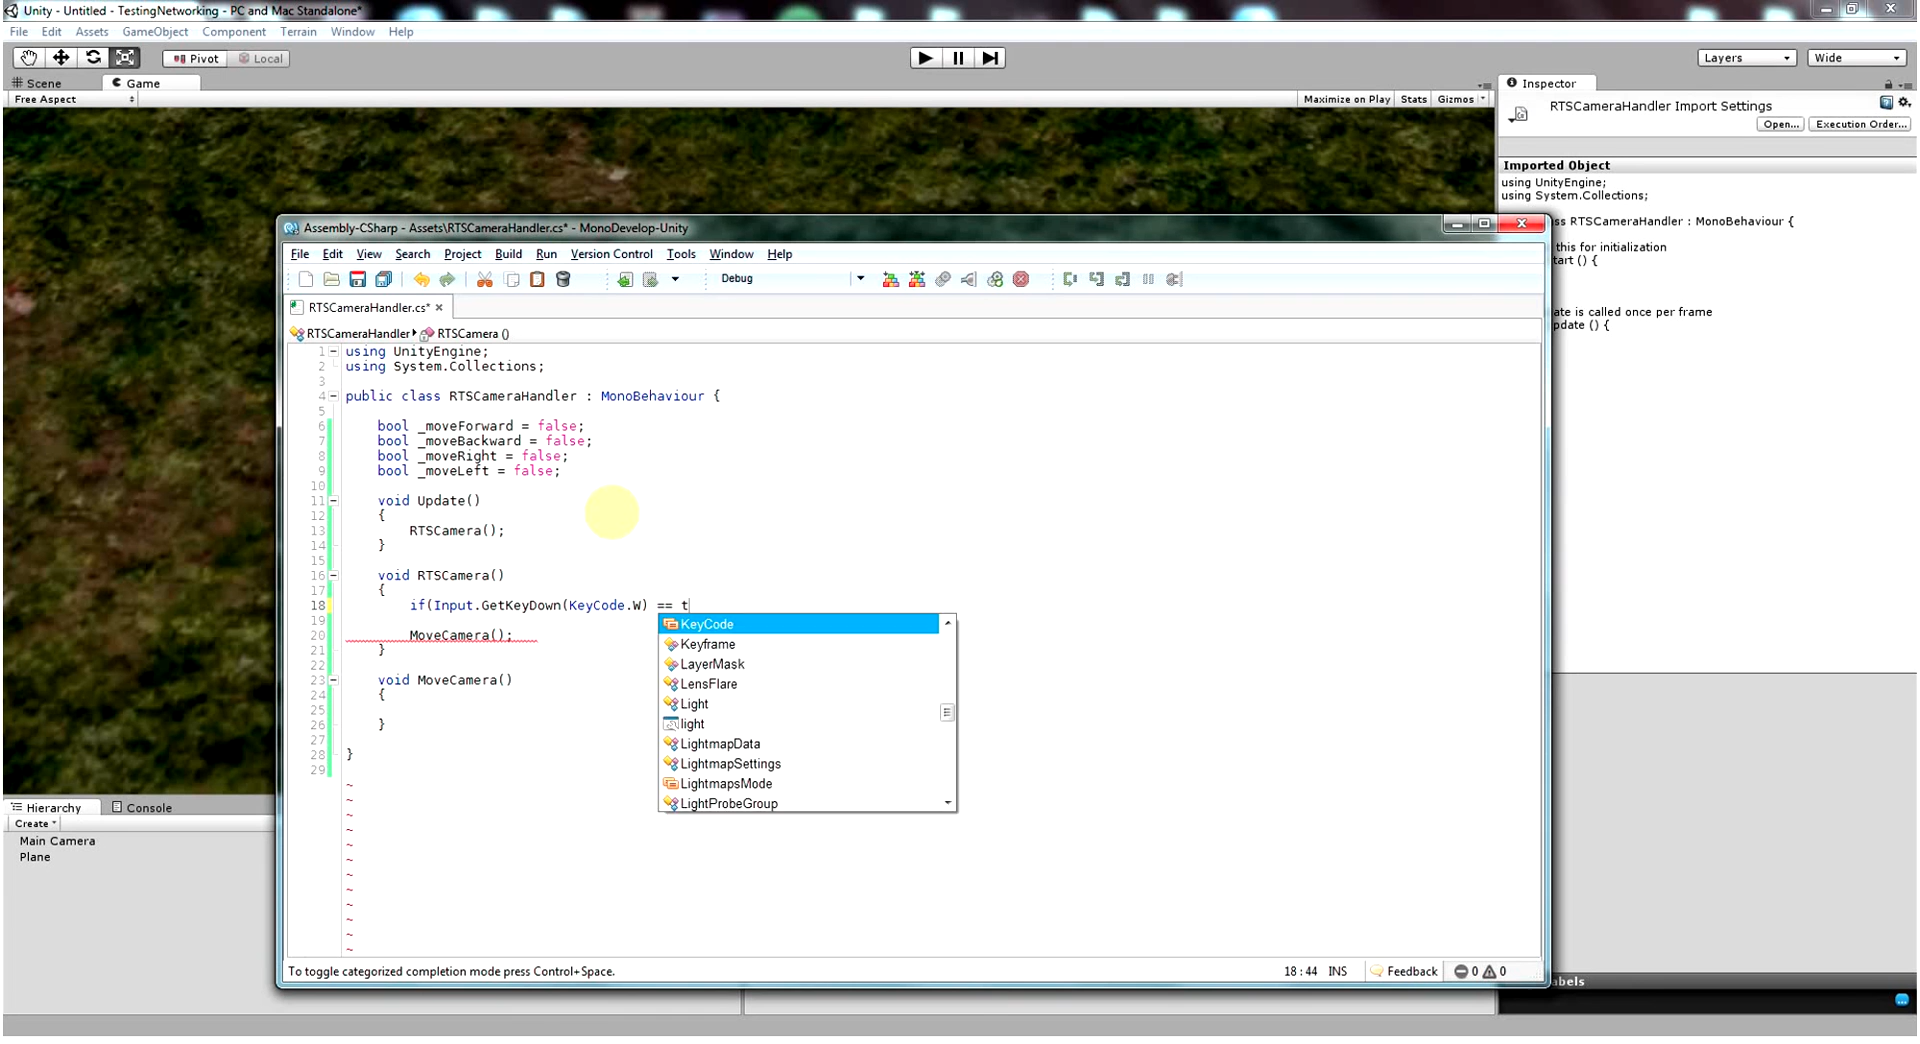 Unity - Untitled - TestingNetworking - PC and Mac Standalone*
File Edit Assets GameObject Component Terrain Window Help
Pivot Local
Layers Wide
Scene Game
Free Aspect
Maximize on Play Stats Gizmos
Inspector
RTSCameraHandler Import Settings
Open... Execution Order...
Imported Object
using UnityEngine;
using System.Collections;
ss RTSCameraHandler : MonoBehaviour {
this for initialization
tart () {
ate is called once per frame
pdate () {
Assembly-CSharp - Assets\RTSCameraHandler.cs* - MonoDevelop-Unity
File Edit View Search Project Build Run Version Control Tools Window Help
Debug
RTSCameraHandler.cs*
RTSCameraHandler RTSCamera ()
1 using UnityEngine;
2 using System.Collections;
3
4 public class RTSCameraHandler : MonoBehaviour {
5
6 bool _moveForward = false;
7 bool _moveBackward = false;
8 bool _moveRight = false;
9 bool _moveLeft = false;
10
11 void Update()
12 {
13 RTSCamera();
14 }
15
16 void RTSCamera()
17 {
18 if(Input.GetKeyDown(KeyCode.W) == t
19
20 MoveCamera();
21 }
22
23 void MoveCamera()
24 {
25
26 }
27
28 }
29
~
~
~
~
~
~
~
~
~
~
~
~
KeyCode
Keyframe
LayerMask
LensFlare
Light
light
LightmapData
LightmapSettings
LightmapsMode
LightProbeGroup
To toggle categorized completion mode press Control+Space.
18 : 44 INS Feedback 0 0
Hierarchy Console
Create
Main Camera
Plane
abels